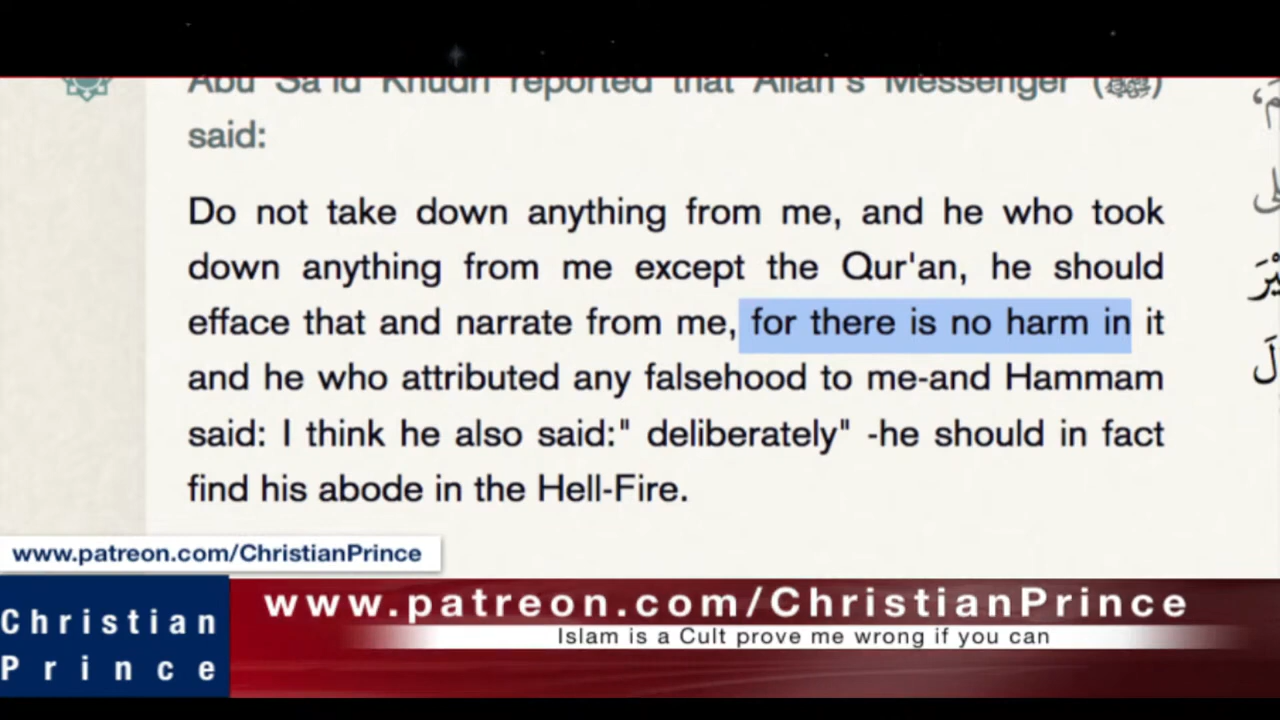 Abu Sa'id Khudri reported that Allah's Messenger (ﷺ)
said:
Do not take down anything from me, and he who took
down anything from me except the Qur'an, he should
efface that and narrate from me, for there is no harm in it
and he who attributed any falsehood to me-and Hammam
said: I think he also said:" deliberately" -he should in fact
find his abode in the Hell-Fire.
www.patreon.com/ChristianPrince
Christian
Prince
www.patreon.com/ChristianPrince
Islam is a Cult prove me wrong if you can